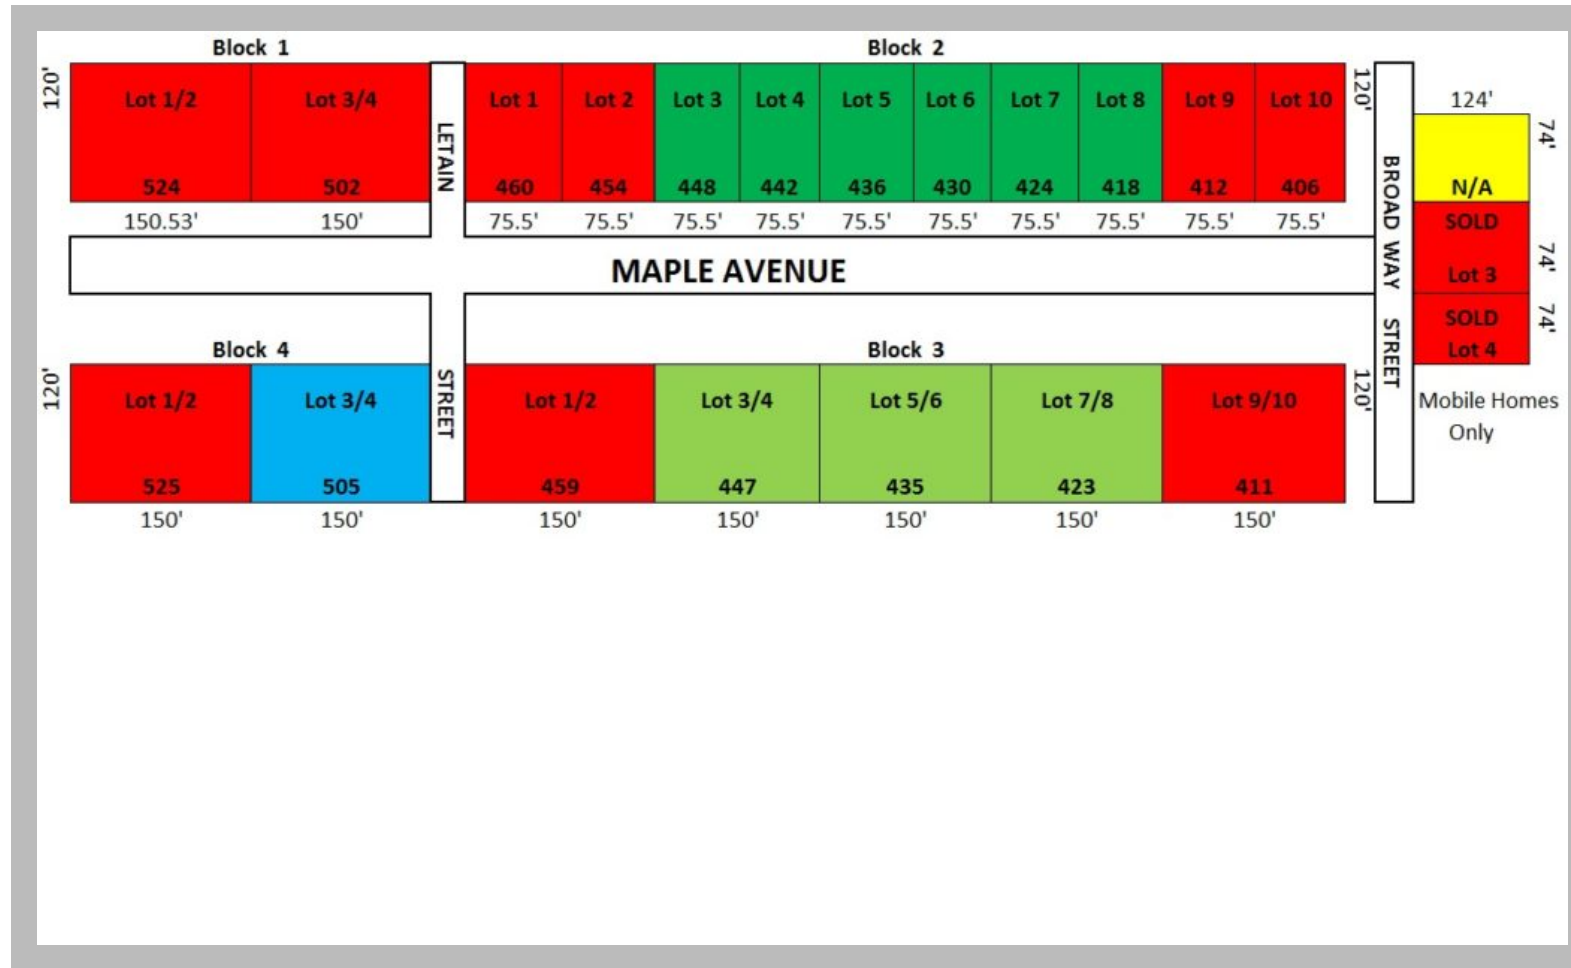 Block 1
Block 2
120'
Lot 1/2
Lot 3/4
Lot 1
Lot 2
Lot 3
Lot 4
Lot 5
Lot 6
Lot 7
Lot 8
Lot 9
Lot 10
120'
124'
74'
524
502
460
454
448
442
436
430
424
418
412
406
N/A
150.53'
150'
75.5'
75.5'
75.5'
75.5'
75.5'
75.5'
75.5'
75.5'
75.5'
75.5'
SOLD
Lot 3
74'
MAPLE AVENUE
LETAIN STREET
BROAD WAY STREET
SOLD
Lot 4
74'
Block 4
Block 3
120'
Lot 1/2
Lot 3/4
Lot 1/2
Lot 3/4
Lot 5/6
Lot 7/8
Lot 9/10
120'
Mobile Homes
Only
525
505
459
447
435
423
411
150'
150'
150'
150'
150'
150'
150'